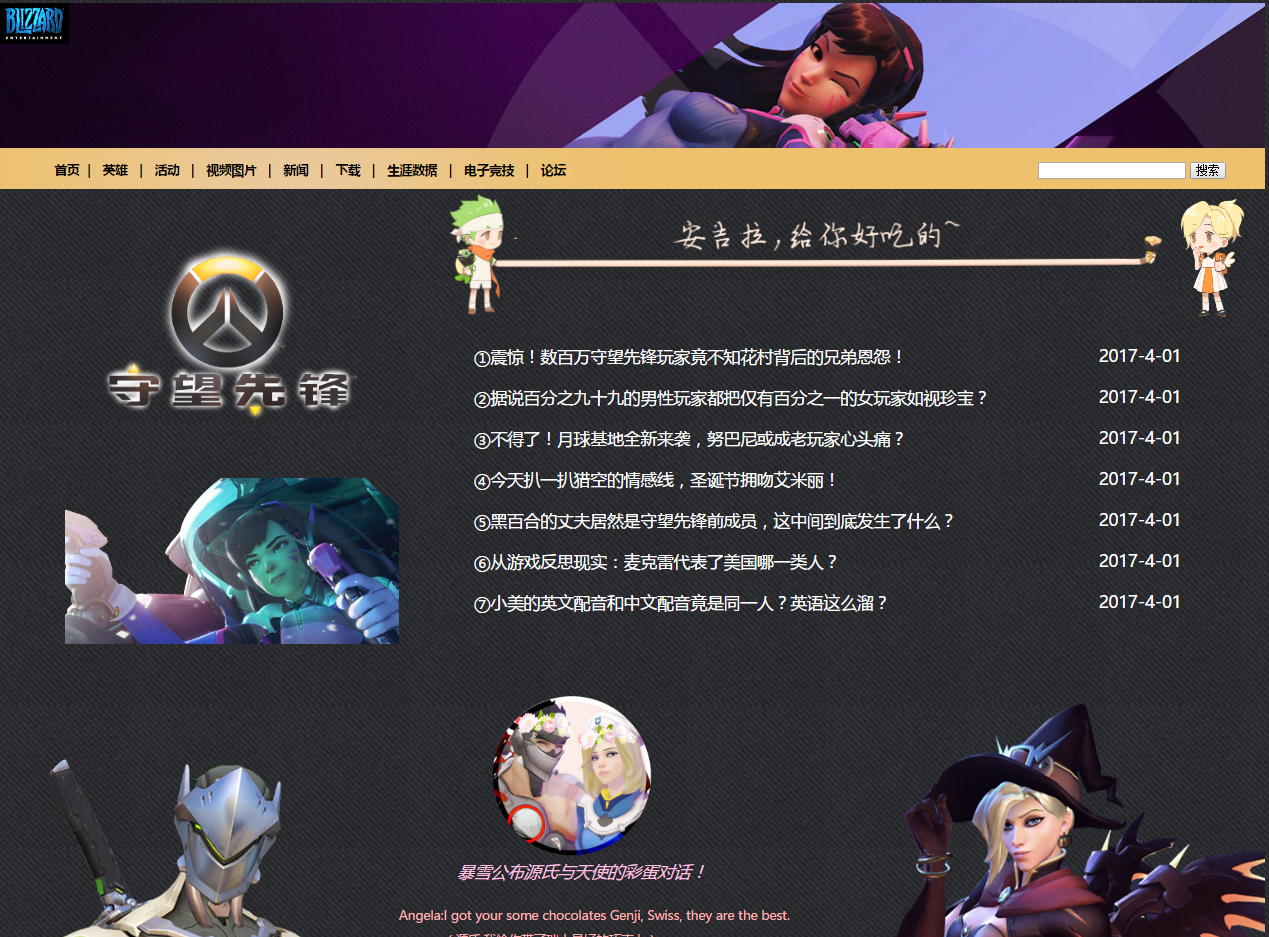 BLIZZARD
ENTERTAINMENT
首页 | 英雄 | 活动 | 视频图片 | 新闻 | 下载 | 生涯数据 | 电子竞技 | 论坛
搜索
安吉拉,给你好吃的~
守望先锋
①震惊!数百万守望先锋玩家竟不知花村背后的兄弟恩怨! 2017-4-01
②据说百分之九十九的男性玩家都把仅有百分之一的女玩家如视珍宝? 2017-4-01
③不得了!月球基地全新来袭,努巴尼或成老玩家心头痛? 2017-4-01
④今天扒一扒猎空的情感线,圣诞节拥吻艾米丽! 2017-4-01
⑤黑百合的丈夫居然是守望先锋前成员,这中间到底发生了什么? 2017-4-01
⑥从游戏反思现实:麦克雷代表了美国哪一类人? 2017-4-01
⑦小美的英文配音和中文配音竟是同一人?英语这么溜? 2017-4-01
暴雪公布源氏与天使的彩蛋对话!
Angela:I got your some chocolates Genji, Swiss, they are the best.